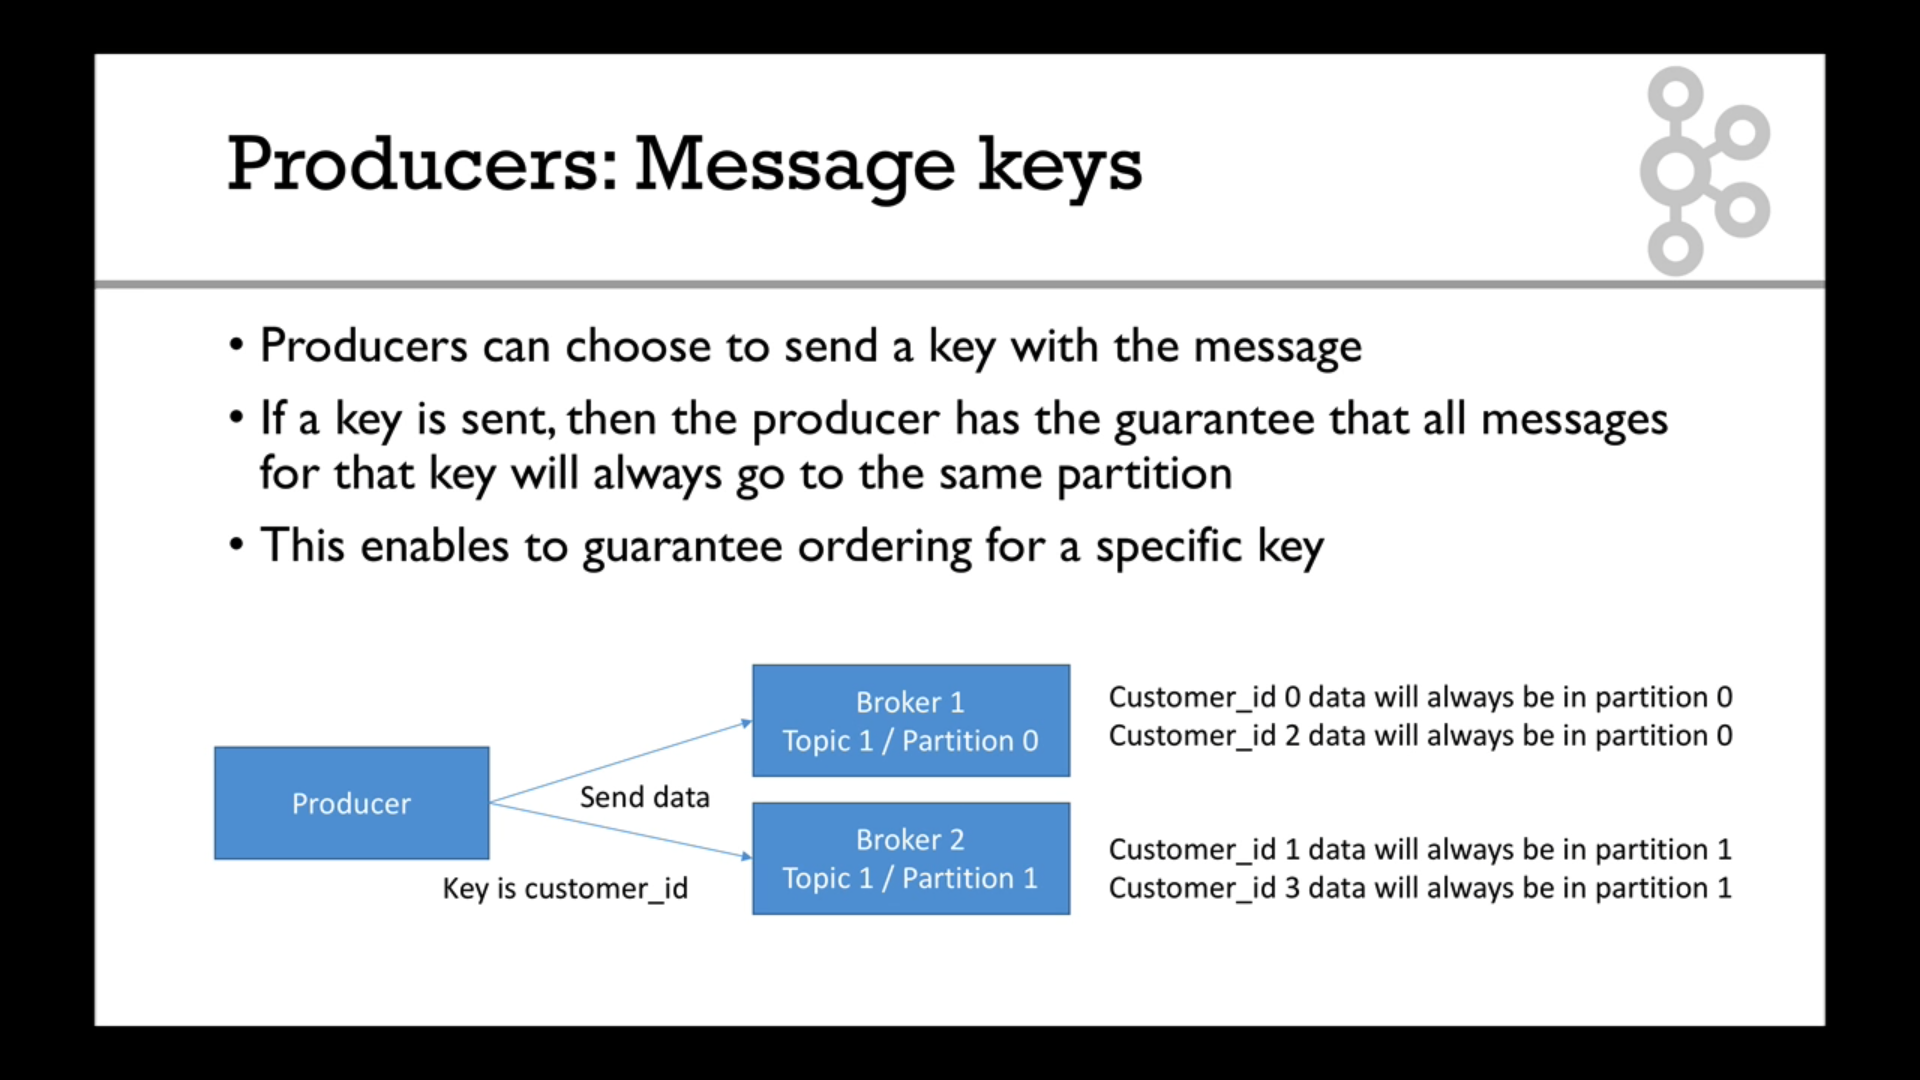 Producers: Message keys
• Producers can choose to send a key with the message
• If a key is sent, then the producer has the guarantee that all messages
for that key will always go to the same partition
• This enables to guarantee ordering for a specific key
Producer
Send data
Key is customer_id
Broker 1
Topic 1 / Partition 0
Customer_id 0 data will always be in partition 0
Customer_id 2 data will always be in partition 0
Broker 2
Topic 1 / Partition 1
Customer_id 1 data will always be in partition 1
Customer_id 3 data will always be in partition 1